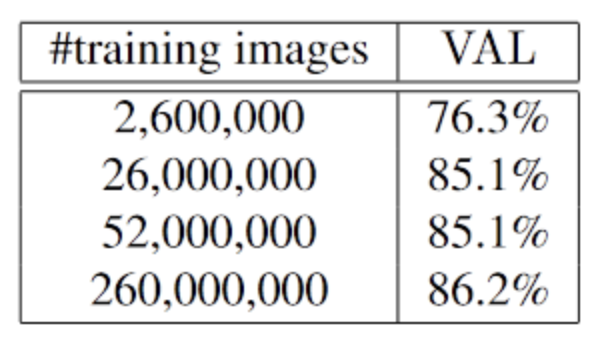 #training images VAL
2,600,000 76.3%
26,000,000 85.1%
52,000,000 85.1%
260,000,000 86.2%